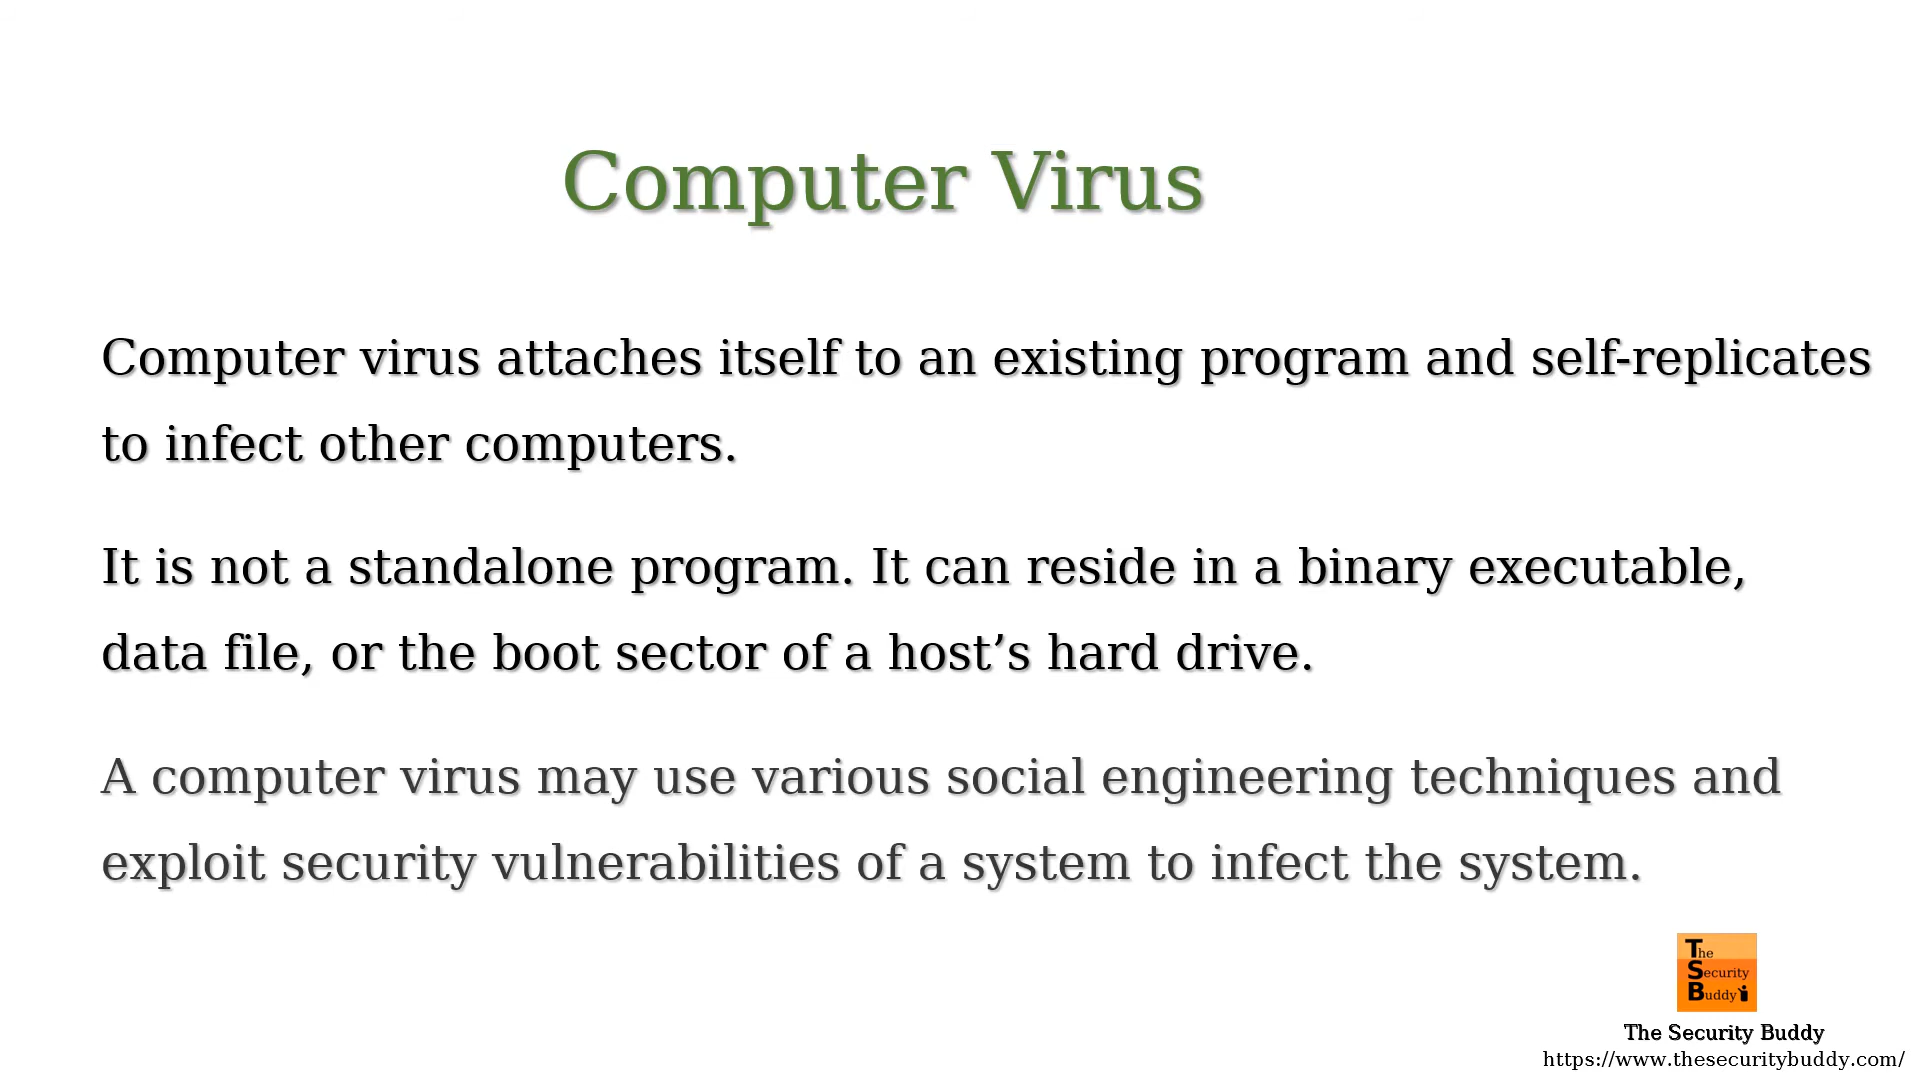 Computer Virus
Computer virus attaches itself to an existing program and self-replicates
to infect other computers.
It is not a standalone program. It can reside in a binary executable,
data file, or the boot sector of a host’s hard drive.
A computer virus may use various social engineering techniques and
exploit security vulnerabilities of a system to infect the system.
The
Security
Buddy
The Security Buddy
https://www.thesecuritybuddy.com/